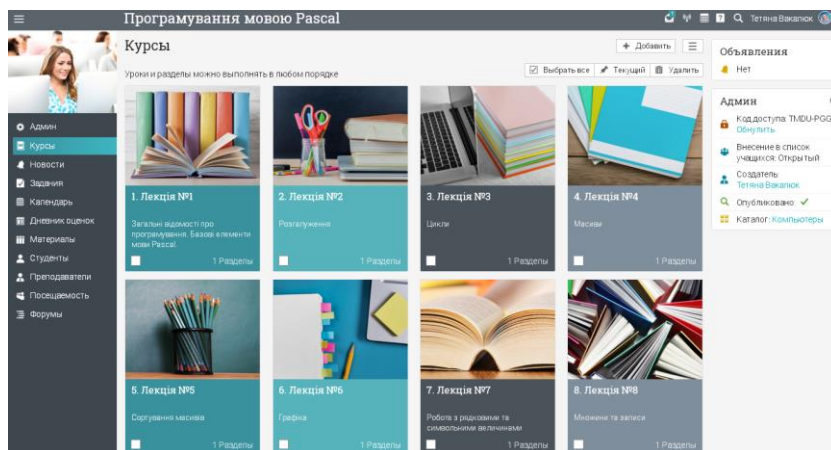 Програмування мовою Pascal
Тетяна Вакалюк
Админ
Курсы
Новости
Задания
Календарь
Дневник оценок
Материалы
Студенты
Преподаватели
Посещаемость
Форумы
Курсы
Добавить
Уроки и разделы можно выполнять в любом порядке
Выбрать все
Текущий
Удалить
1. Лекція №1
Загальні відомості про
програмування. Базові елементи
мови Pascal.
1 Разделы
2. Лекція №2
Розгалуження
1 Разделы
3. Лекція №3
Цикли
1 Разделы
4. Лекція №4
Масиви
1 Разделы
5. Лекція №5
Сортування масивів
1 Разделы
6. Лекція №6
Графіка
1 Разделы
7. Лекція №7
Робота з рядковими та
символьними величинами
1 Разделы
8. Лекція №8
Множини та записи
1 Разделы
Объявления
Нет
Админ
Код доступа: TMDU-PGG
Обнулить
Внесение в список
учащихся: Открытый
Создатель:
Тетяна Вакалюк
Опубликовано:
Каталог: Компьютеры